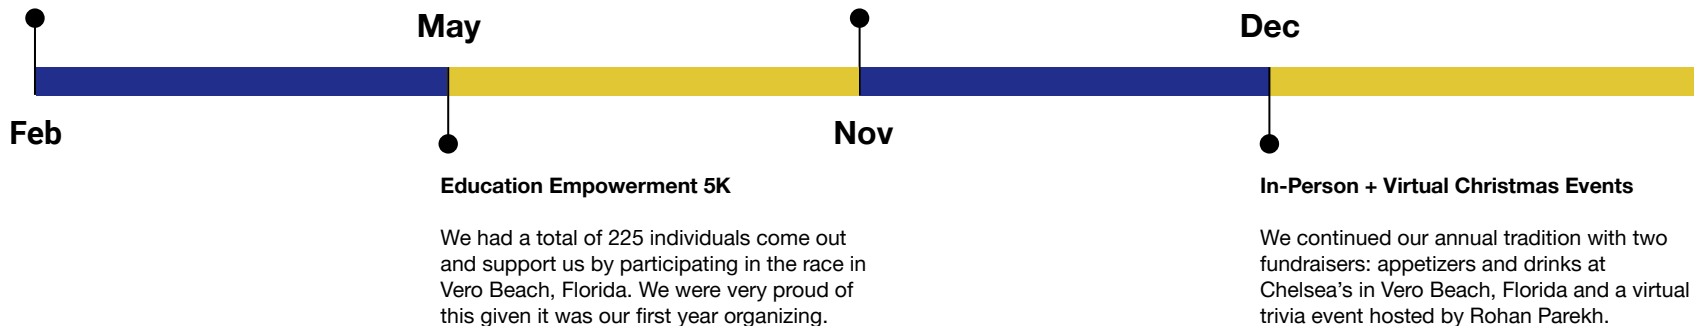 May
Dec
Feb
Nov
Education Empowerment 5K
We had a total of 225 individuals come out
and support us by participating in the race in
Vero Beach, Florida. We were very proud of
this given it was our first year organizing.
In-Person + Virtual Christmas Events
We continued our annual tradition with two
fundraisers: appetizers and drinks at
Chelsea’s in Vero Beach, Florida and a virtual
trivia event hosted by Rohan Parekh.